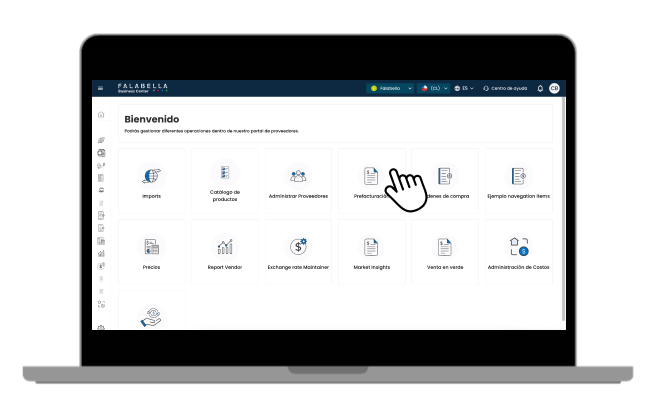 FALABELLA
Business Center
Falabella
(CL)
ES
Centro de ayuda
CB
Bienvenido
Podrás gestionar diferentes operaciones dentro de nuestro portal de proveedores.
Imports
Catálogo de
productos
Administrar Proveedores
Prefacturación
denes de compra
Ejemplo navegation items
Precios
Report Vendor
Exchange rate Maintainer
Market Insights
Venta en verde
Administración de Costos